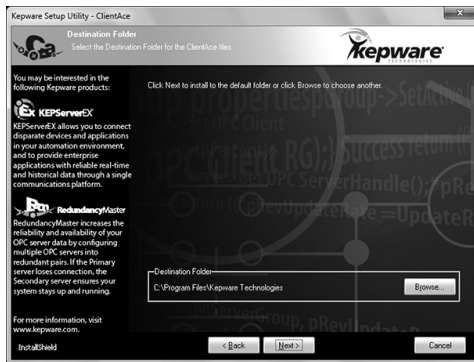 Kepware Setup Utility - ClientAce
Destination Folder
Select the Destination Folder for the ClientAce files
kepware
TECHNOLOGIES
You may be interested in the
following Kepware products:
KEPServerEX
KEPServerEX allows you to connect
disparate devices and applications
in your automation environment,
and to provide enterprise
applications with reliable real-time
and historical data through a single
communications platform.
RedundancyMaster
RedundancyMaster increases the
reliability and availability of your
OPC server data by configuring
multiple OPC servers into
redundant pairs. If the Primary
server loses connection, the
Secondary server ensures your
system stays up and running.
For more information, visit
www.kepware.com.
Click Next to install to the default folder or click Browse to choose another.
OPC Client
Destination Folder
C:\Program Files\Kepware Technologies
Browse...
InstallShield
< Back
Next >
Cancel